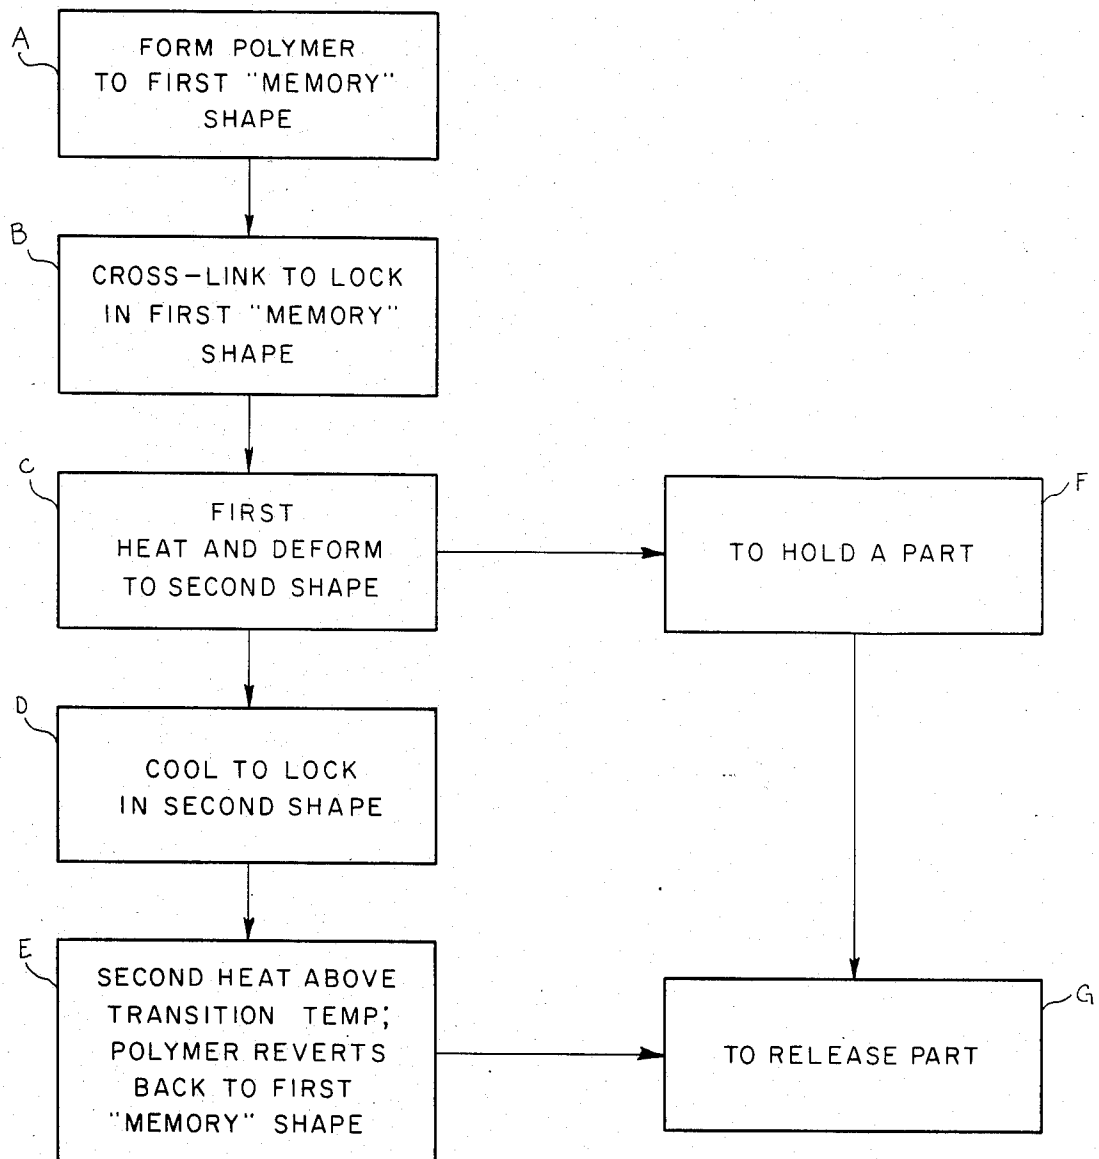 A
FORM POLYMER
TO FIRST "MEMORY"
SHAPE
B
CROSS-LINK TO LOCK
IN FIRST "MEMORY"
SHAPE
C
FIRST
HEAT AND DEFORM
TO SECOND SHAPE
F
TO HOLD A PART
D
COOL TO LOCK
IN SECOND SHAPE
E
SECOND HEAT ABOVE
TRANSITION TEMP;
POLYMER REVERTS
BACK TO FIRST
"MEMORY" SHAPE
G
TO RELEASE PART